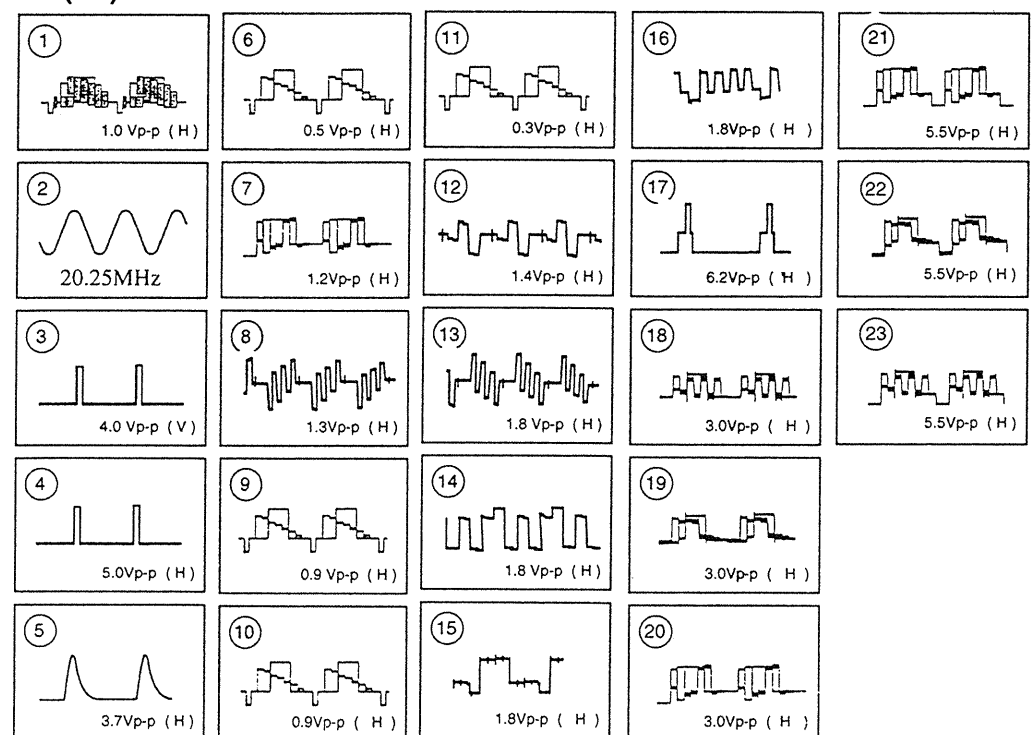 1
1.0 Vp-p ( H )
6
0.5 Vp-p ( H )
11
0.3Vp-p ( H )
16
1.8Vp-p ( H )
21
5.5Vp-p ( H )
2
20.25MHz
7
1.2Vp-p ( H )
12
1.4Vp-p ( H )
17
6.2Vp-p ( H )
22
5.5Vp-p ( H )
3
4.0 Vp-p ( V )
8
1.3Vp-p ( H )
13
1.8 Vp-p ( H )
18
3.0Vp-p ( H )
23
5.5Vp-p ( H )
4
5.0Vp-p ( H )
9
0.9 Vp-p ( H )
14
1.8 Vp-p ( H )
19
3.0Vp-p ( H )
5
3.7Vp-p ( H )
10
0.9Vp-p ( H )
15
1.8Vp-p ( H )
20
3.0Vp-p ( H )